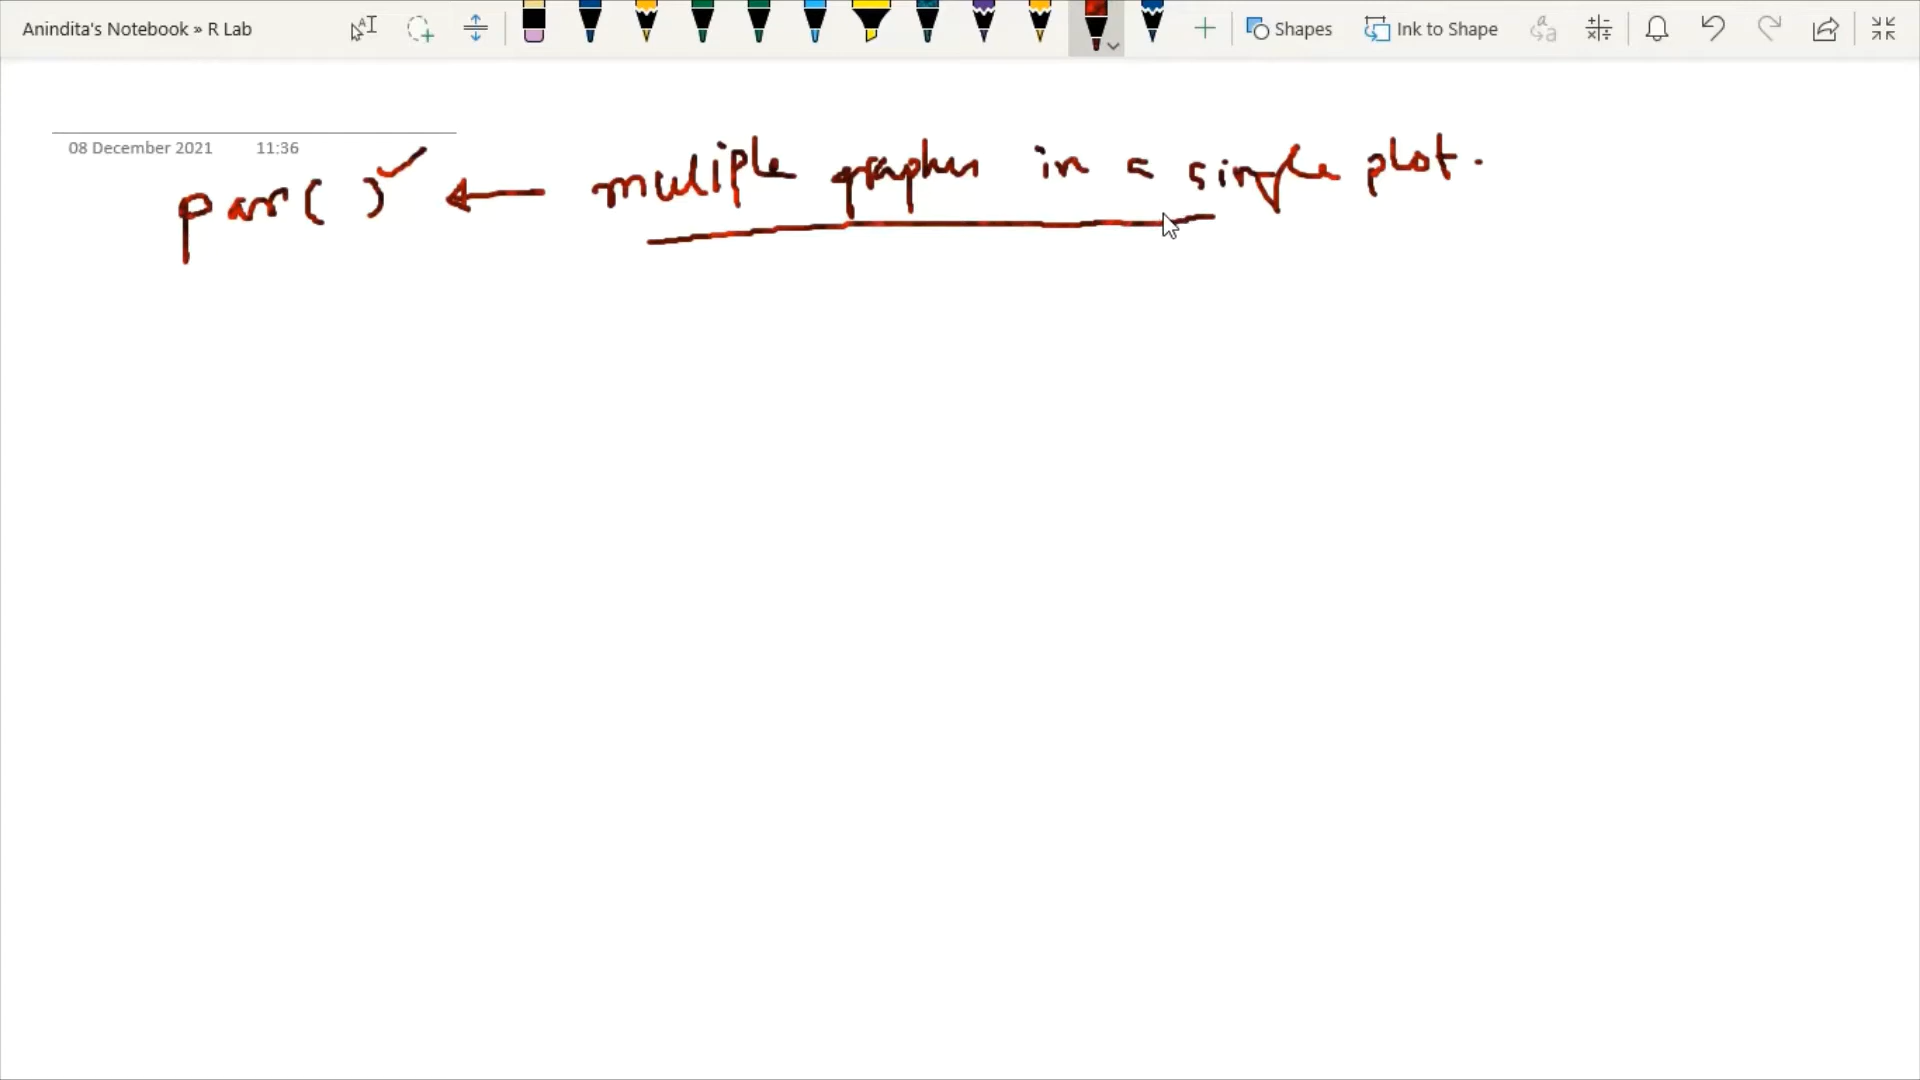 Anindita's Notebook » R Lab Shapes Ink to Shape
08 December 2021 11:36
par( ) ✓ ← muliple graphs in a single plot.